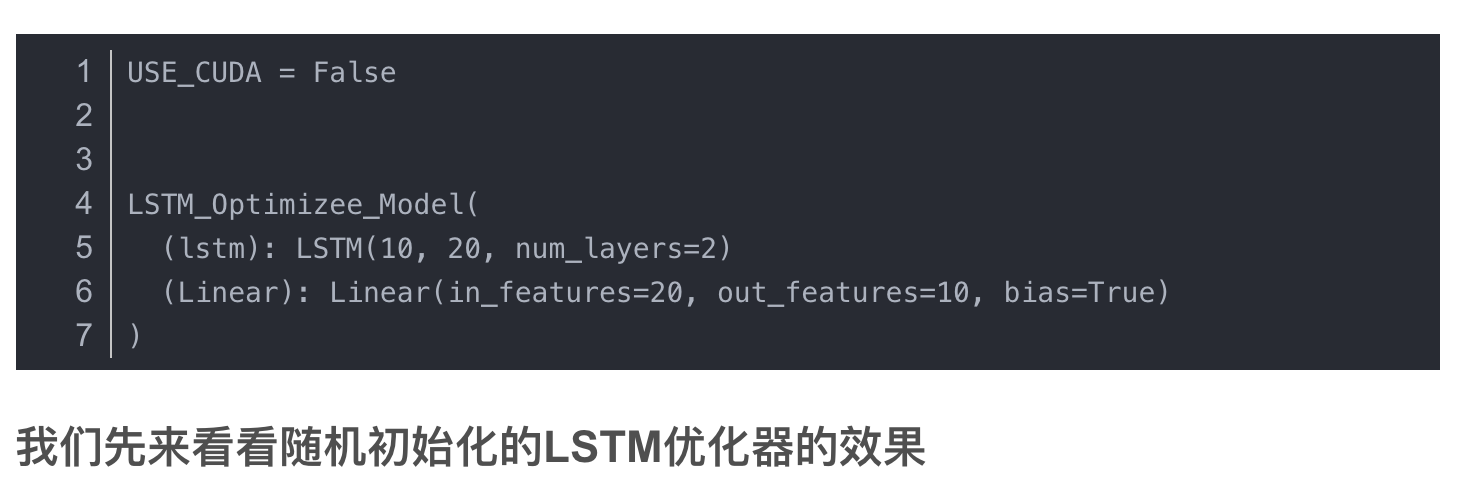 1 USE_CUDA = False
2
3
4 LSTM_Optimizee_Model(
5   (lstm): LSTM(10, 20, num_layers=2)
6   (Linear): Linear(in_features=20, out_features=10, bias=True)
7 )
我们先来看看随机初始化的LSTM优化器的效果